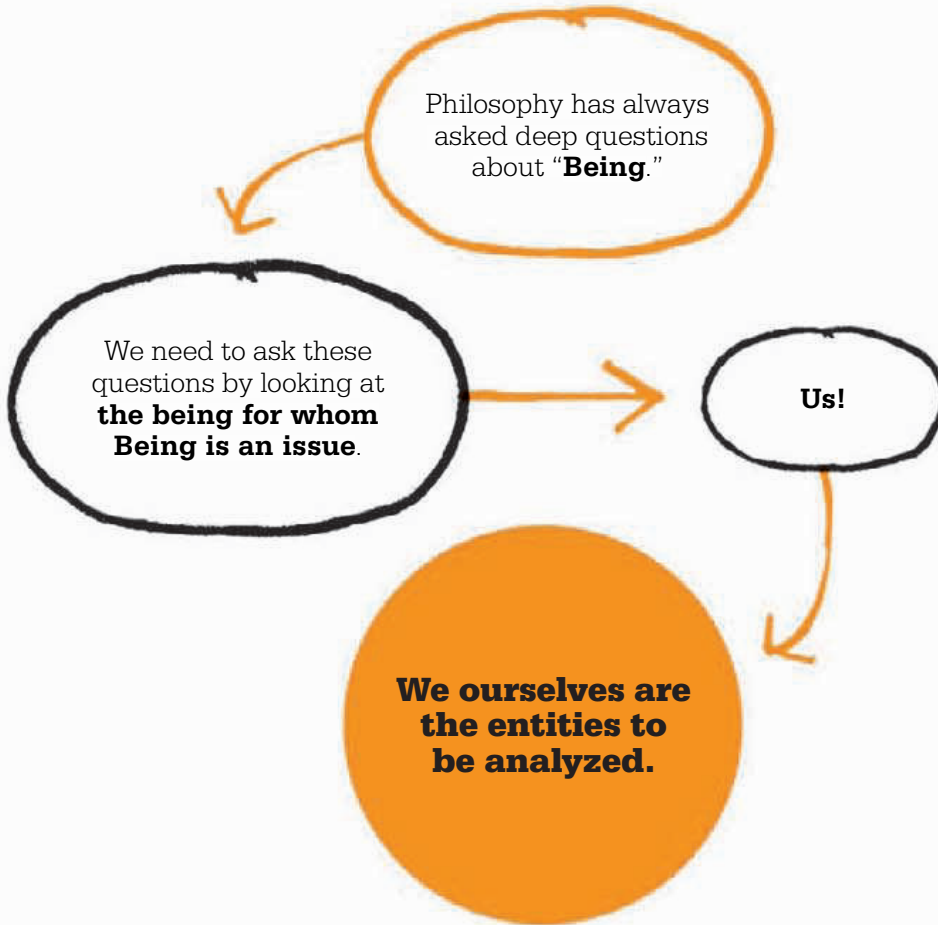 Philosophy has always
asked deep questions
about “Being.”
We need to ask these
questions by looking at
the being for whom
Being is an issue.
Us!
We ourselves are
the entities to
be analyzed.